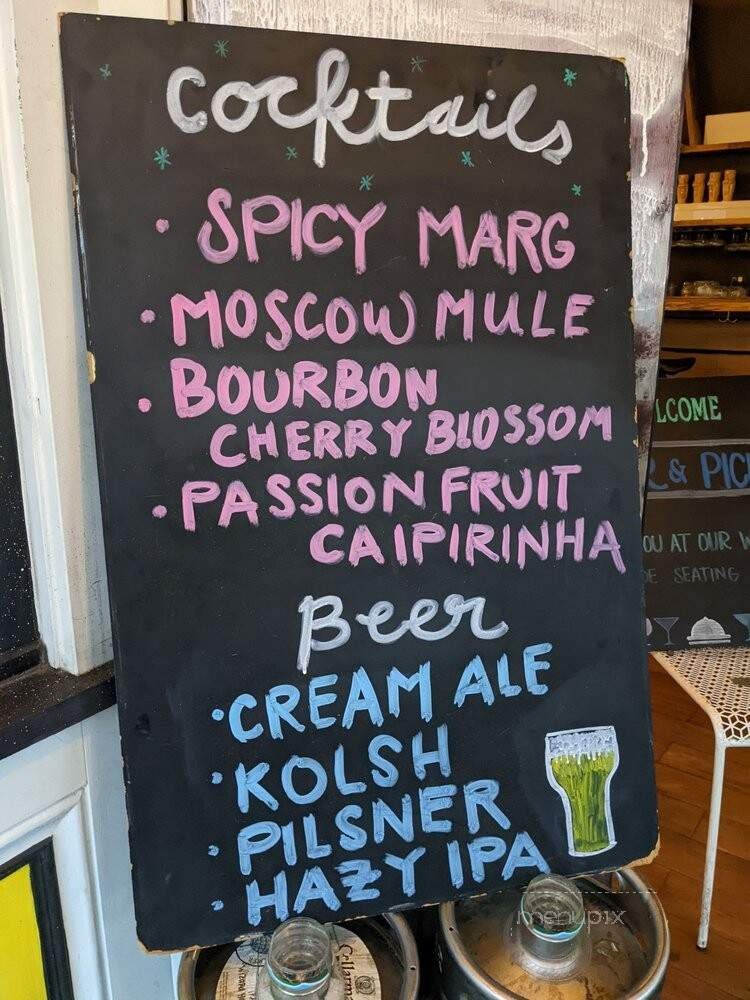 Cocktails
• SPICY MARG
• MOSCOW MULE
• BOURBON
CHERRY BLOSSOM
• PASSION FRUIT
CAIPIRINHA
Beer
• CREAM ALE
• KOLSH
• PILSNER
• HAZY IPA
LCOME
& PIC
OU AT OUR
SEATING
menupix